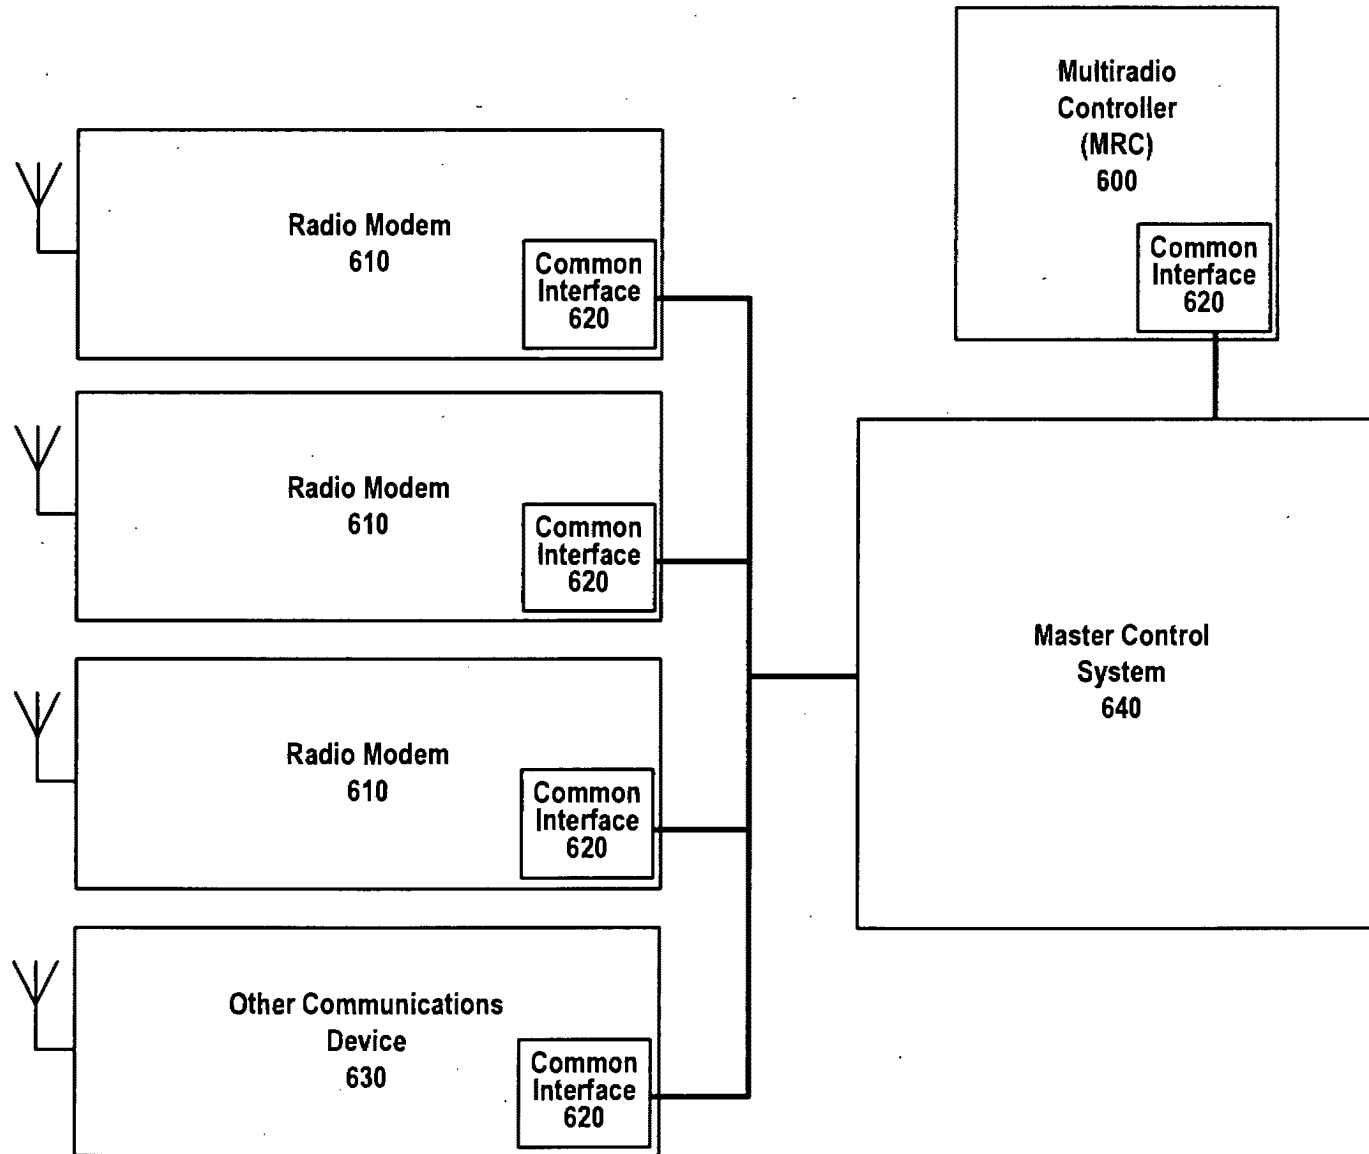 Multiradio
Controller
(MRC)
600
Common
Interface
620
Radio Modem
610
Common
Interface
620
Radio Modem
610
Common
Interface
620
Master Control
System
640
Radio Modem
610
Common
Interface
620
Other Communications
Device
630
Common
Interface
620